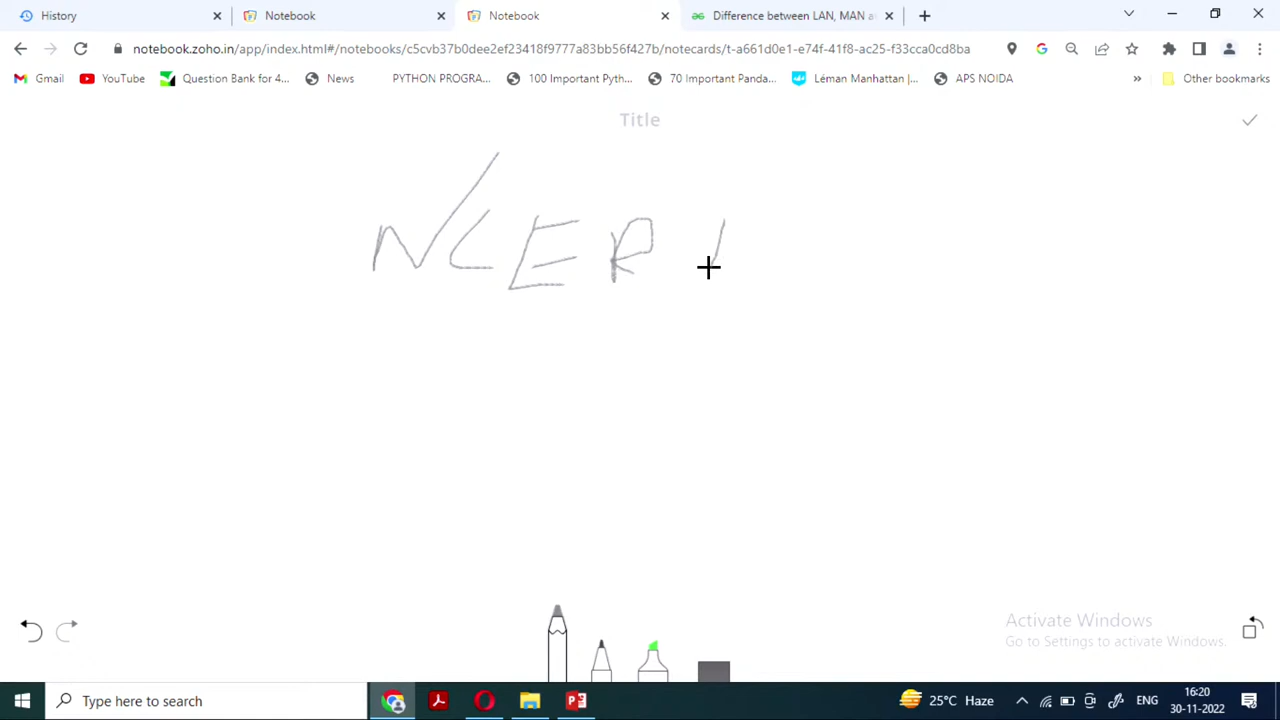 History
Notebook
Notebook
Difference between LAN, MAN a
notebook.zoho.in/app/index.html#/notebooks/c5cvb37b0dee2ef23418f9777a83bb56f427b/notecards/t-a661d0e1-e74f-41f8-ac25-f33cca0cd8ba
Gmail
YouTube
Question Bank for 4...
News
PYTHON PROGRA...
100 Important Pyth...
70 Important Panda...
Léman Manhattan |...
APS NOIDA
»
Other bookmarks
Title
NCER
Activate Windows
Go to Settings to activate Windows.
Type here to search
25°C Haze
ENG
16:20
30-11-2022